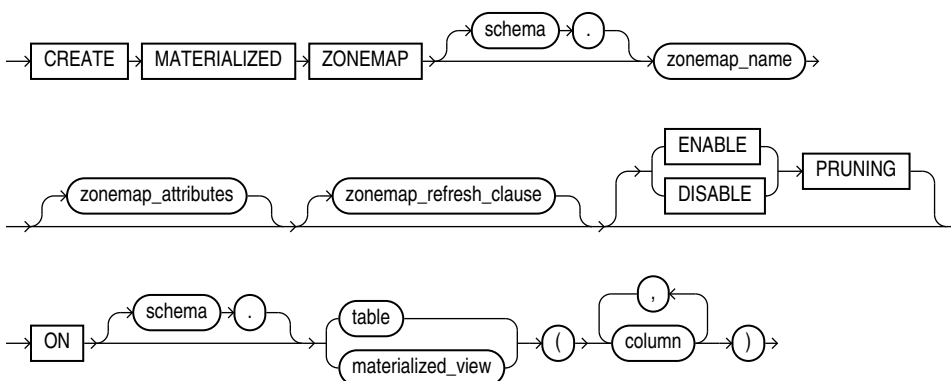 schema .
CREATE MATERIALIZED ZONEMAP zonemap_name
ENABLE
zonemap_attributes zonemap_refresh_clause PRUNING
DISABLE
schema . table ,
ON ( column )
materialized_view